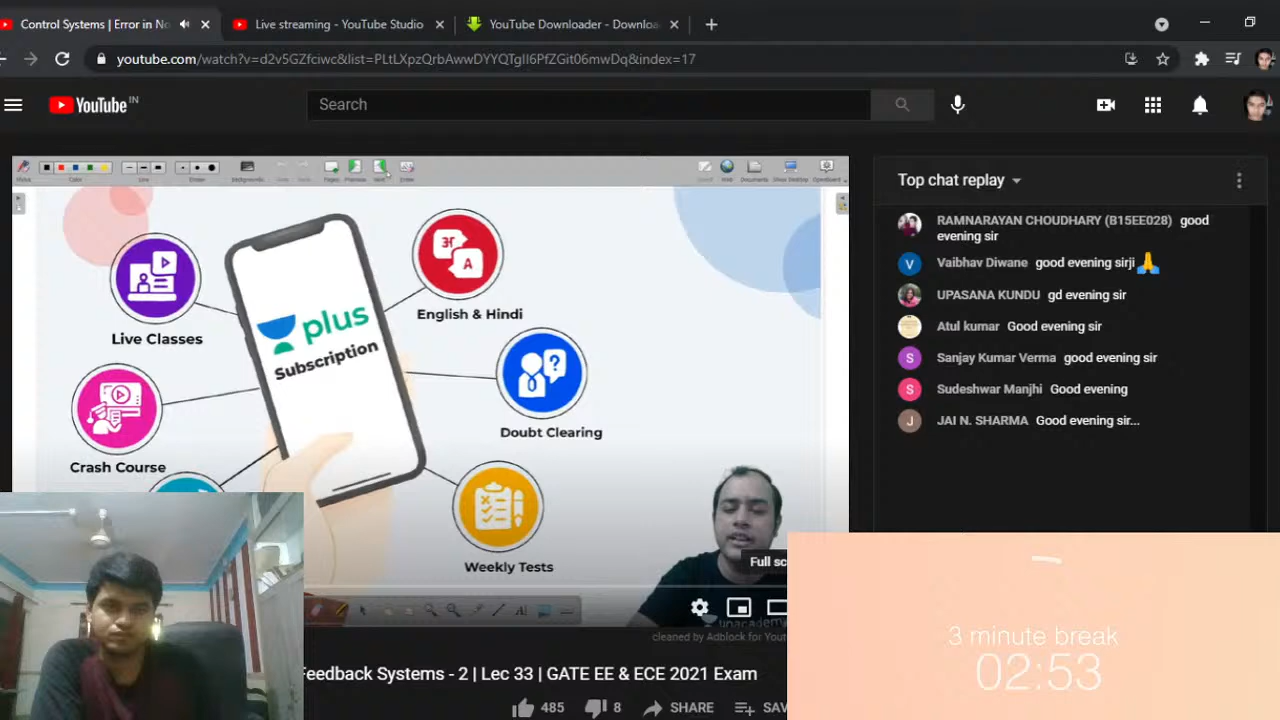 Control Systems | Error in No
Live streaming - YouTube Studio
YouTube Downloader - Downloa
youtube.com/watch?v=d2v5GZfciwc&list=PLtLXpzQrbAwwDYYQTgII6PfZGit06mwDq&index=17
YouTube IN
Search
Top chat replay
RAMNARAYAN CHOUDHARY (B15EE028) good
evening sir
V Vaibhav Diwane good evening sirji🙏
UPASANA KUNDU gd evening sir
Atul kumar Good evening sir
S Sanjay Kumar Verma good evening sir
S Sudeshwar Manjhi Good evening
J JAI N. SHARMA Good evening sir...
plus
Subscription
Live Classes
अ A
English & Hindi
Doubt Clearing
Crash Course
Weekly Tests
Full sc
cleaned by Adblock for Yout
Feedback Systems - 2 | Lec 33 | GATE EE & ECE 2021 Exam
485 8 SHARE SAV
3 minute break
02:53